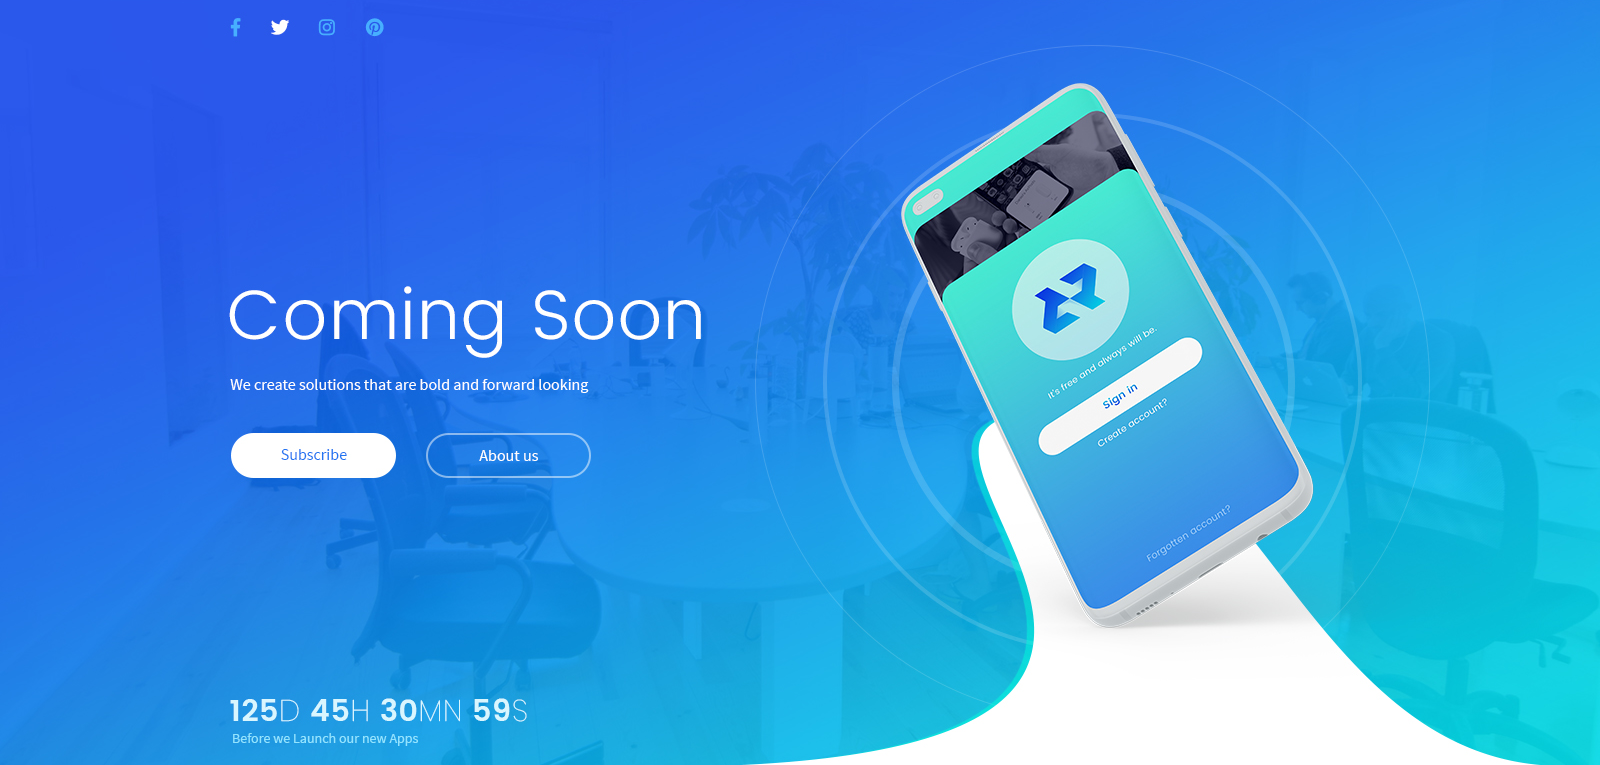 Coming Soon
We create solutions that are bold and forward looking
Subscribe
About us
125D 45H 30MN 59S
Before we Launch our new Apps
It's free and always will be.
Sign in
Create account?
Forgotten account?